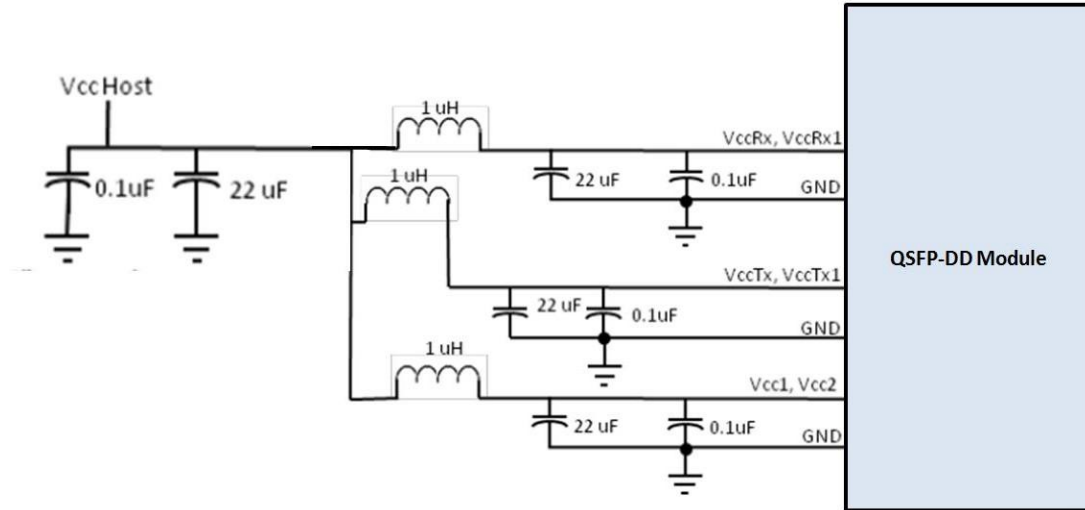 VccHost
0.1uF
22 uF
1 uH
VccRx, VccRx1
22 uF
0.1uF
GND
1 uH
VccTx, VccTx1
22 uF
0.1uF
GND
1 uH
Vcc1, Vcc2
22 uF
0.1uF
GND
QSFP-DD Module